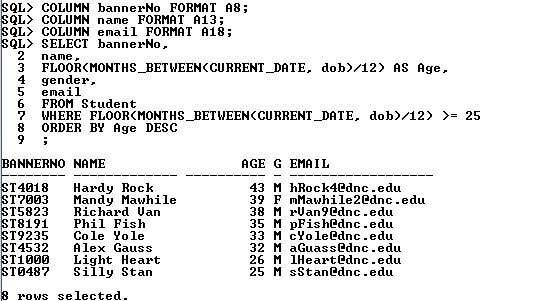 SQL> COLUMN bannerNo FORMAT A8;
SQL> COLUMN name FORMAT A13;
SQL> COLUMN email FORMAT A18;
SQL> SELECT bannerNo,
2 name,
3 FLOOR(MONTHS_BETWEEN(CURRENT_DATE, dob)/12) AS Age,
4 gender,
5 email
6 FROM Student
7 WHERE FLOOR(MONTHS_BETWEEN(CURRENT_DATE, dob)/12) >= 25
8 ORDER BY Age DESC
9 ;
BANNERNO NAME AGE G EMAIL
-------- ------------- ---------- - ------------------
ST4018 Hardy Rock 43 M hRock4@dnc.edu
ST7003 Mandy Mawhile 39 F mMawhile2@dnc.edu
ST5823 Richard Van 38 M rVan9@dnc.edu
ST8191 Phil Fish 35 M pFish@dnc.edu
ST9235 Cole Yole 33 M cYole@dnc.edu
ST4532 Alex Gauss 32 M aGuass@dnc.edu
ST1000 Light Heart 26 M lHeart@dnc.edu
ST0487 Silly Stan 25 M sStan@dnc.edu
8 rows selected.